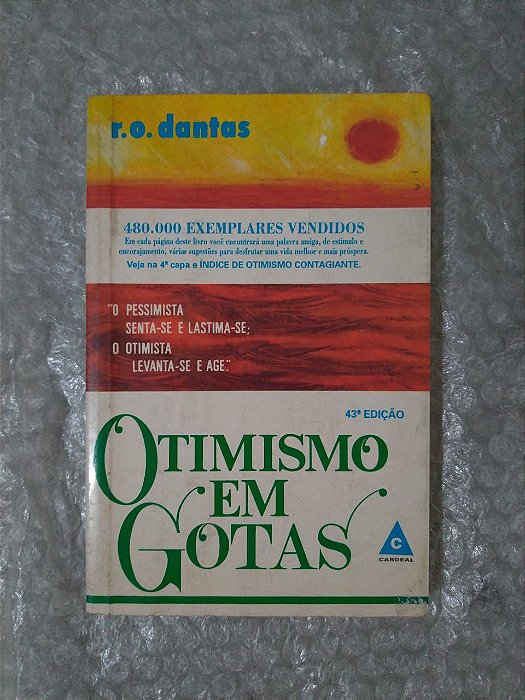 r.o.dantas
480.000 EXEMPLARES VENDIDOS
Em cada página deste livro você encontrará uma palavra amiga, de estímulo e
encorajamento, várias sugestões para desfrutar uma vida melhor e mais próspera.
Veja na 4ª capa e ÍNDICE DE OTIMISMO CONTAGIANTE.
"O PESSIMISTA
SENTA-SE E LASTIMA-SE;
O OTIMISTA
LEVANTA-SE E AGE."
43ª EDIÇÃO
OTIMISMO
EM
GOTAS
C
CARDEAL